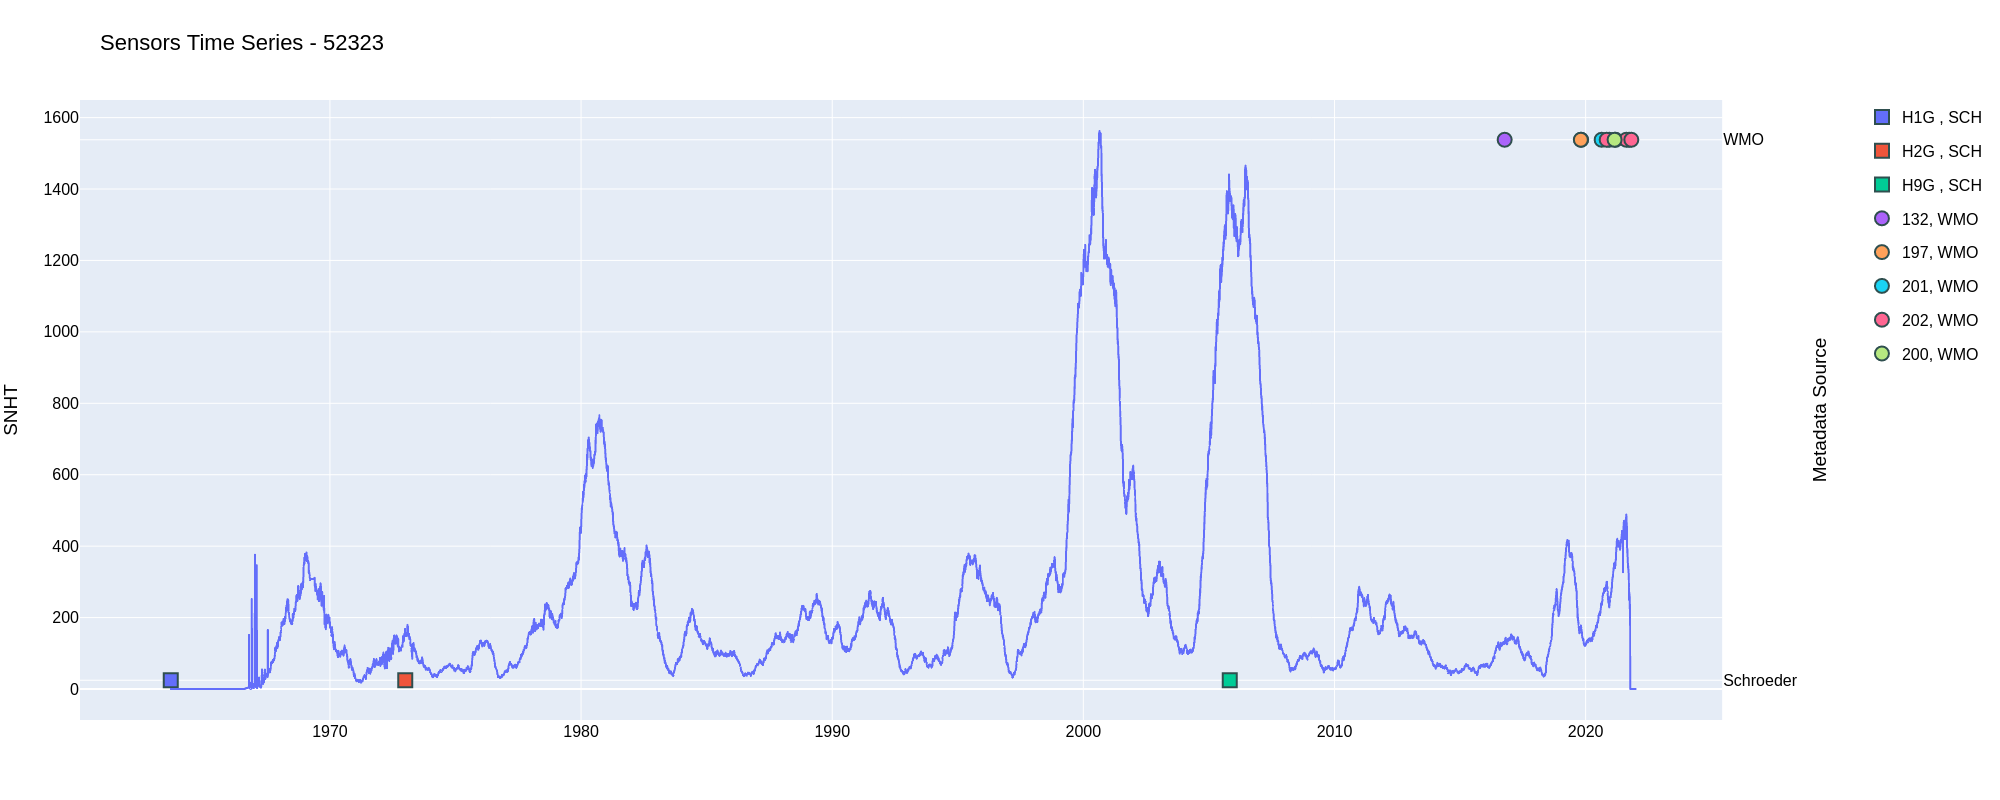 Sensors Time Series - 52323
SNHT
1600
1400
1200
1000
800
600
400
200
0
1970
1980
1990
2000
2010
2020
WMO
Schroeder
Metadata Source
H1G , SCH
H2G , SCH
H9G , SCH
132, WMO
197, WMO
201, WMO
202, WMO
200, WMO